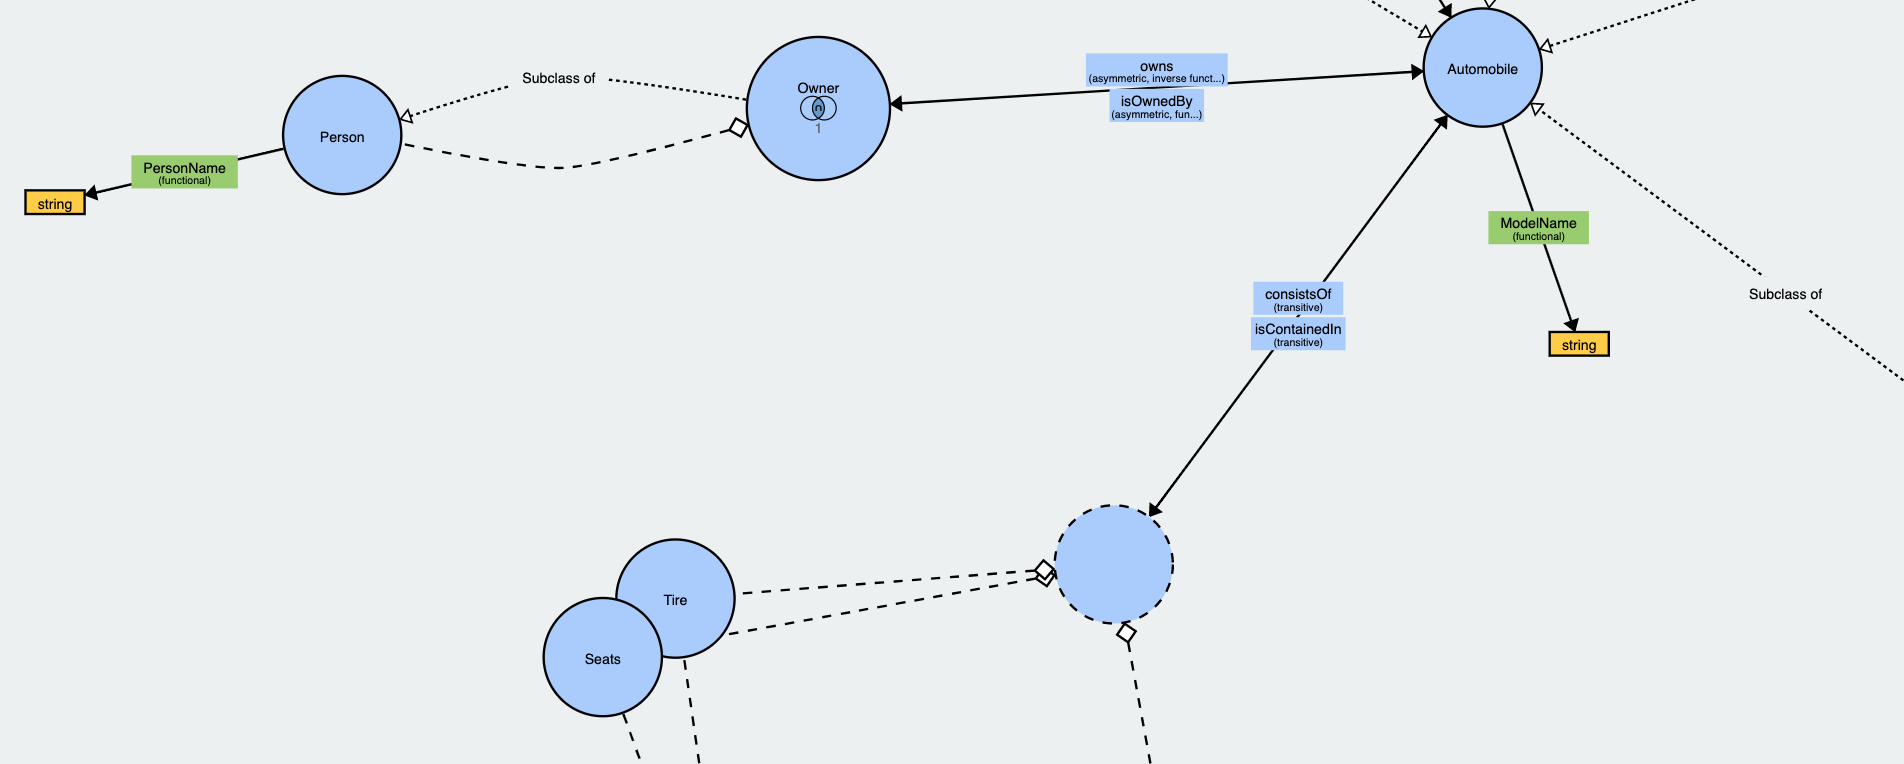 Subclass of
Owner
∩
1
owns
(asymmetric, inverse funct...)
isOwnedBy
(asymmetric, fun...)
Automobile
Person
PersonName
(functional)
string
ModelName
(functional)
consistsOf
(transitive)
isContainedIn
(transitive)
Subclass of
string
Tire
Seats